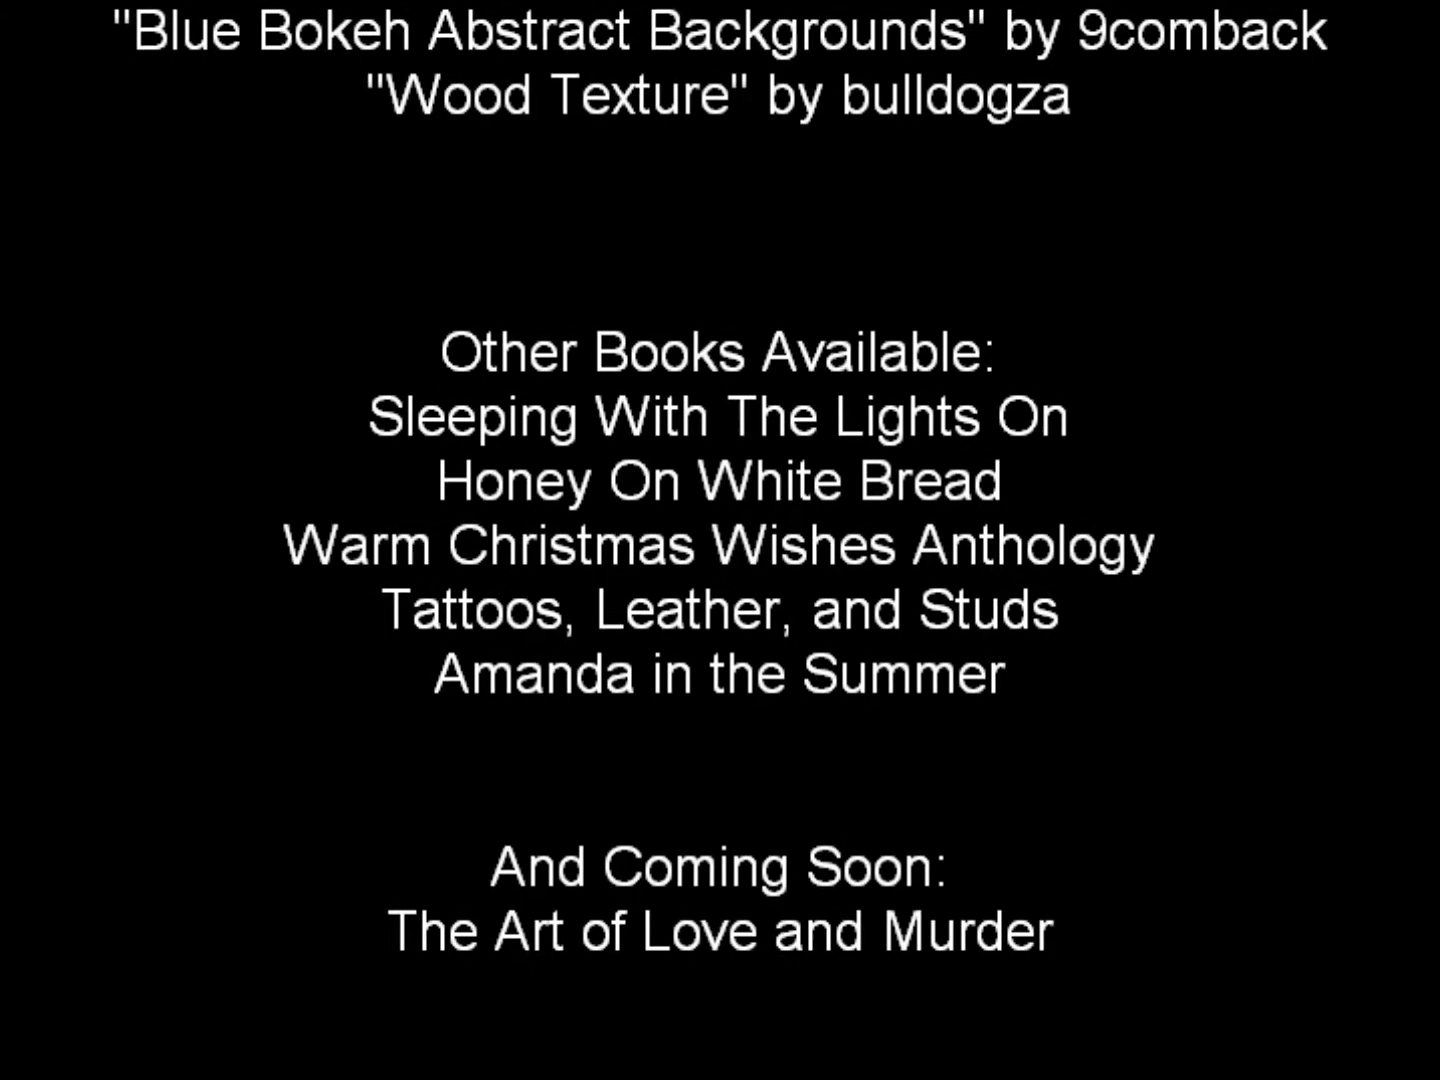 "Blue Bokeh Abstract Backgrounds" by 9comback
"Wood Texture" by bulldogza
Other Books Available:
Sleeping With The Lights On
Honey On White Bread
Warm Christmas Wishes Anthology
Tattoos, Leather, and Studs
Amanda in the Summer
And Coming Soon:
The Art of Love and Murder